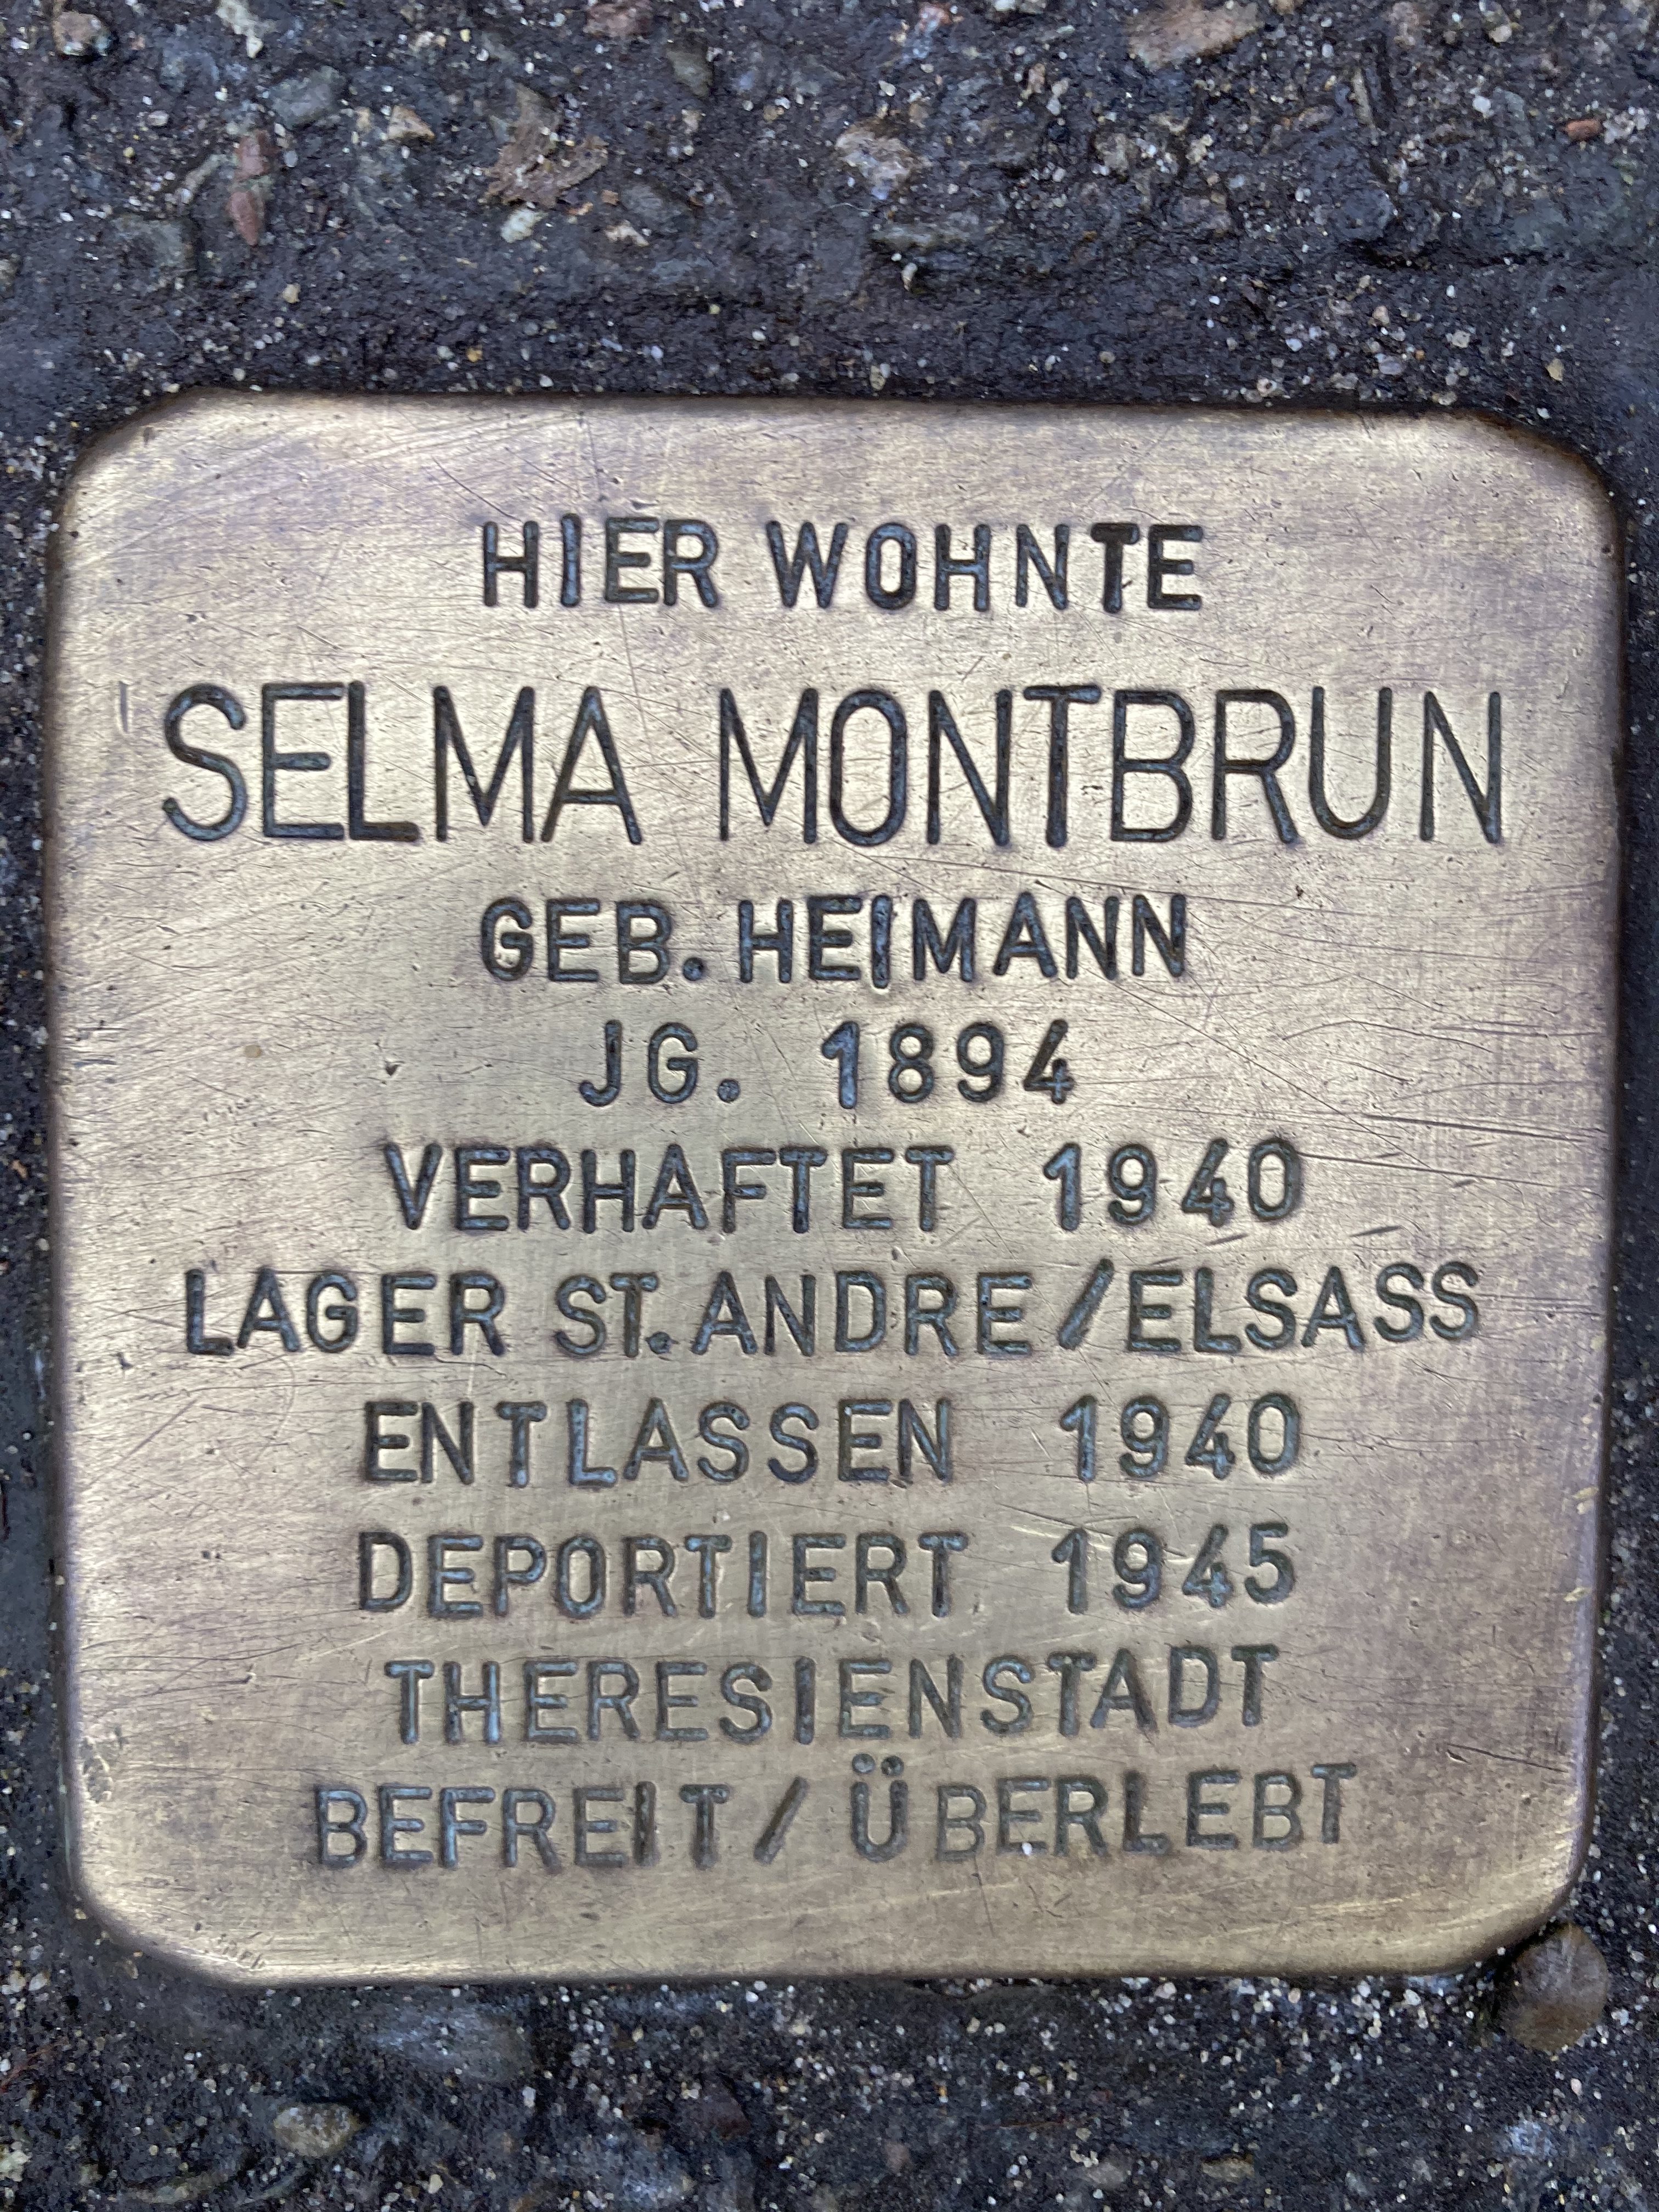 HIER WOHNTE
SELMA MONTBRUN
GEB. HEIMANN
JG. 1894
VERHAFTET 1940
LAGER ST. ANDRE/ELSASS
ENTLASSEN 1940
DEPORTIERT 1945
THERESIENSTADT
BEFREIT / ÜBERLEBT